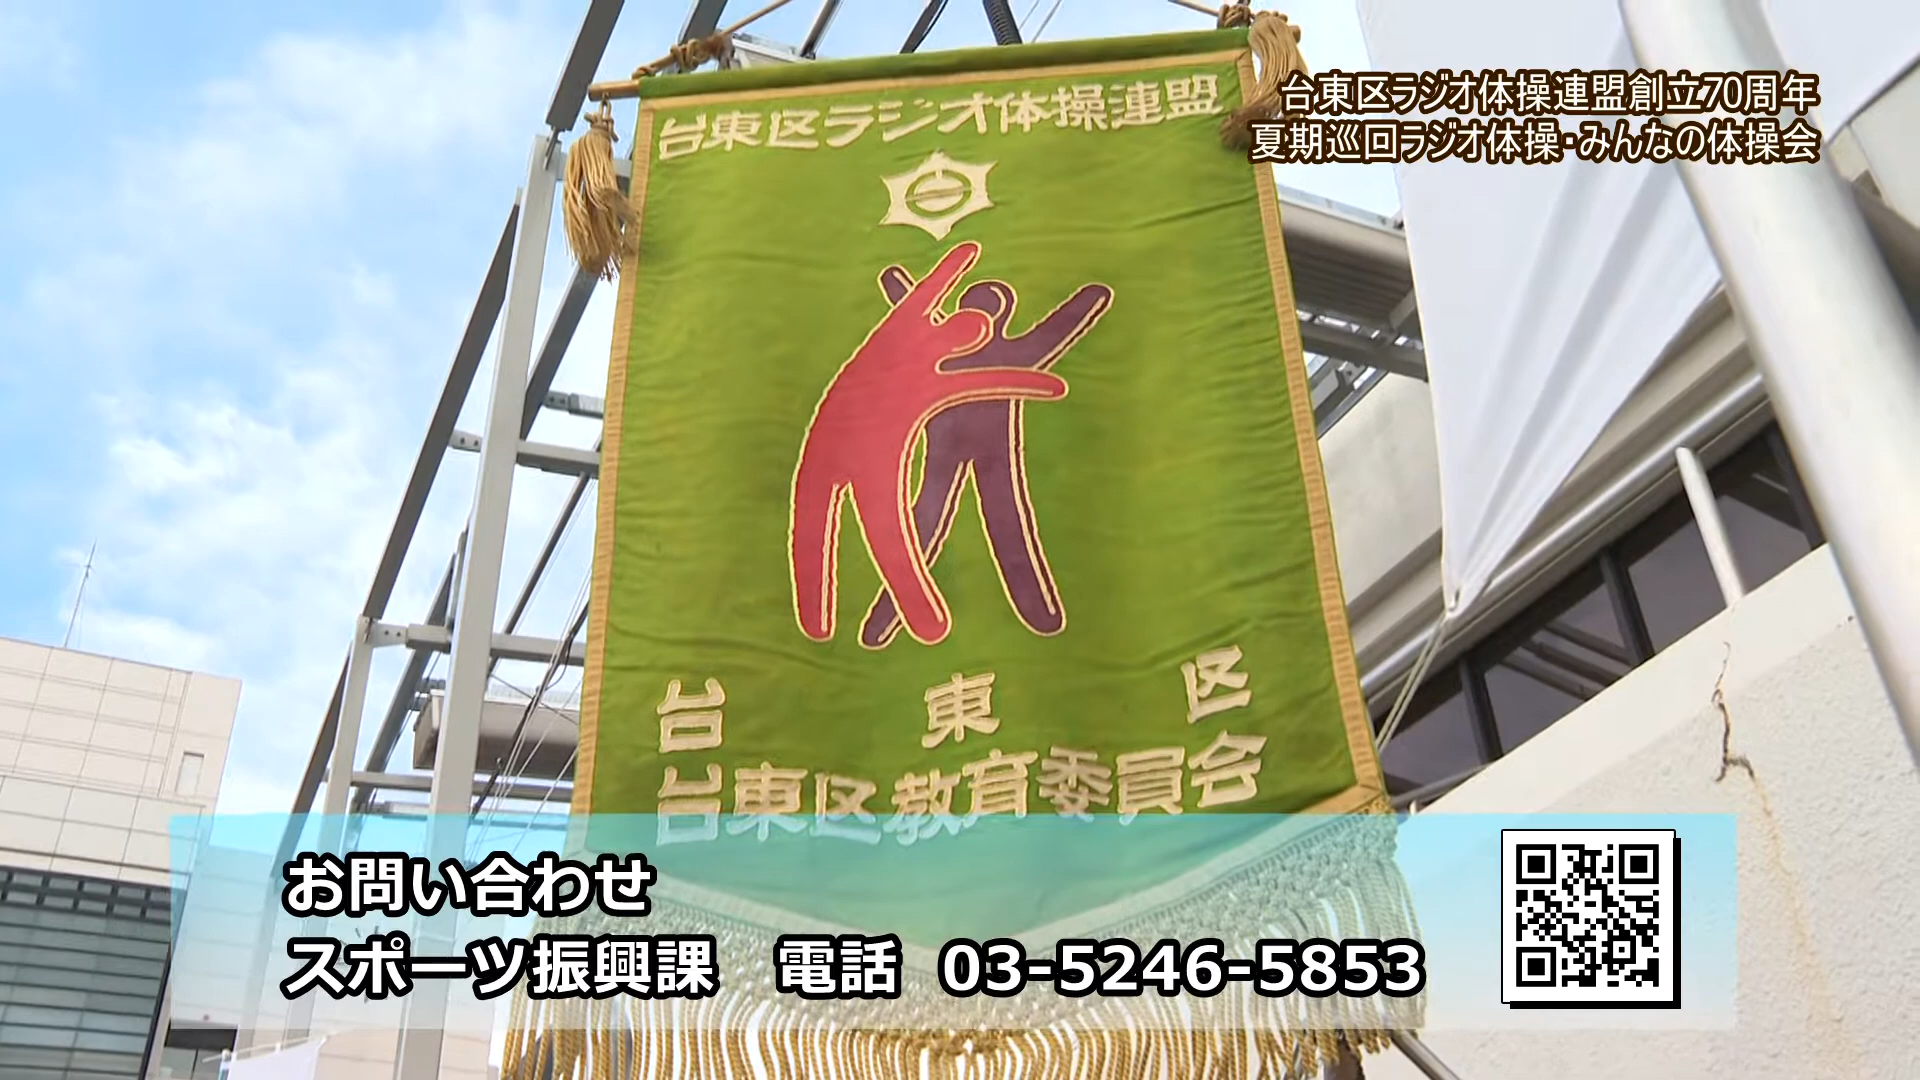 台東区ラジオ体操連盟創立70周年
夏期巡回ラジオ体操・みんなの体操会
台東区ラジオ体操連盟
台東区
台東区教育委員会
お問い合わせ
スポーツ振興課　電話　03-5246-5853